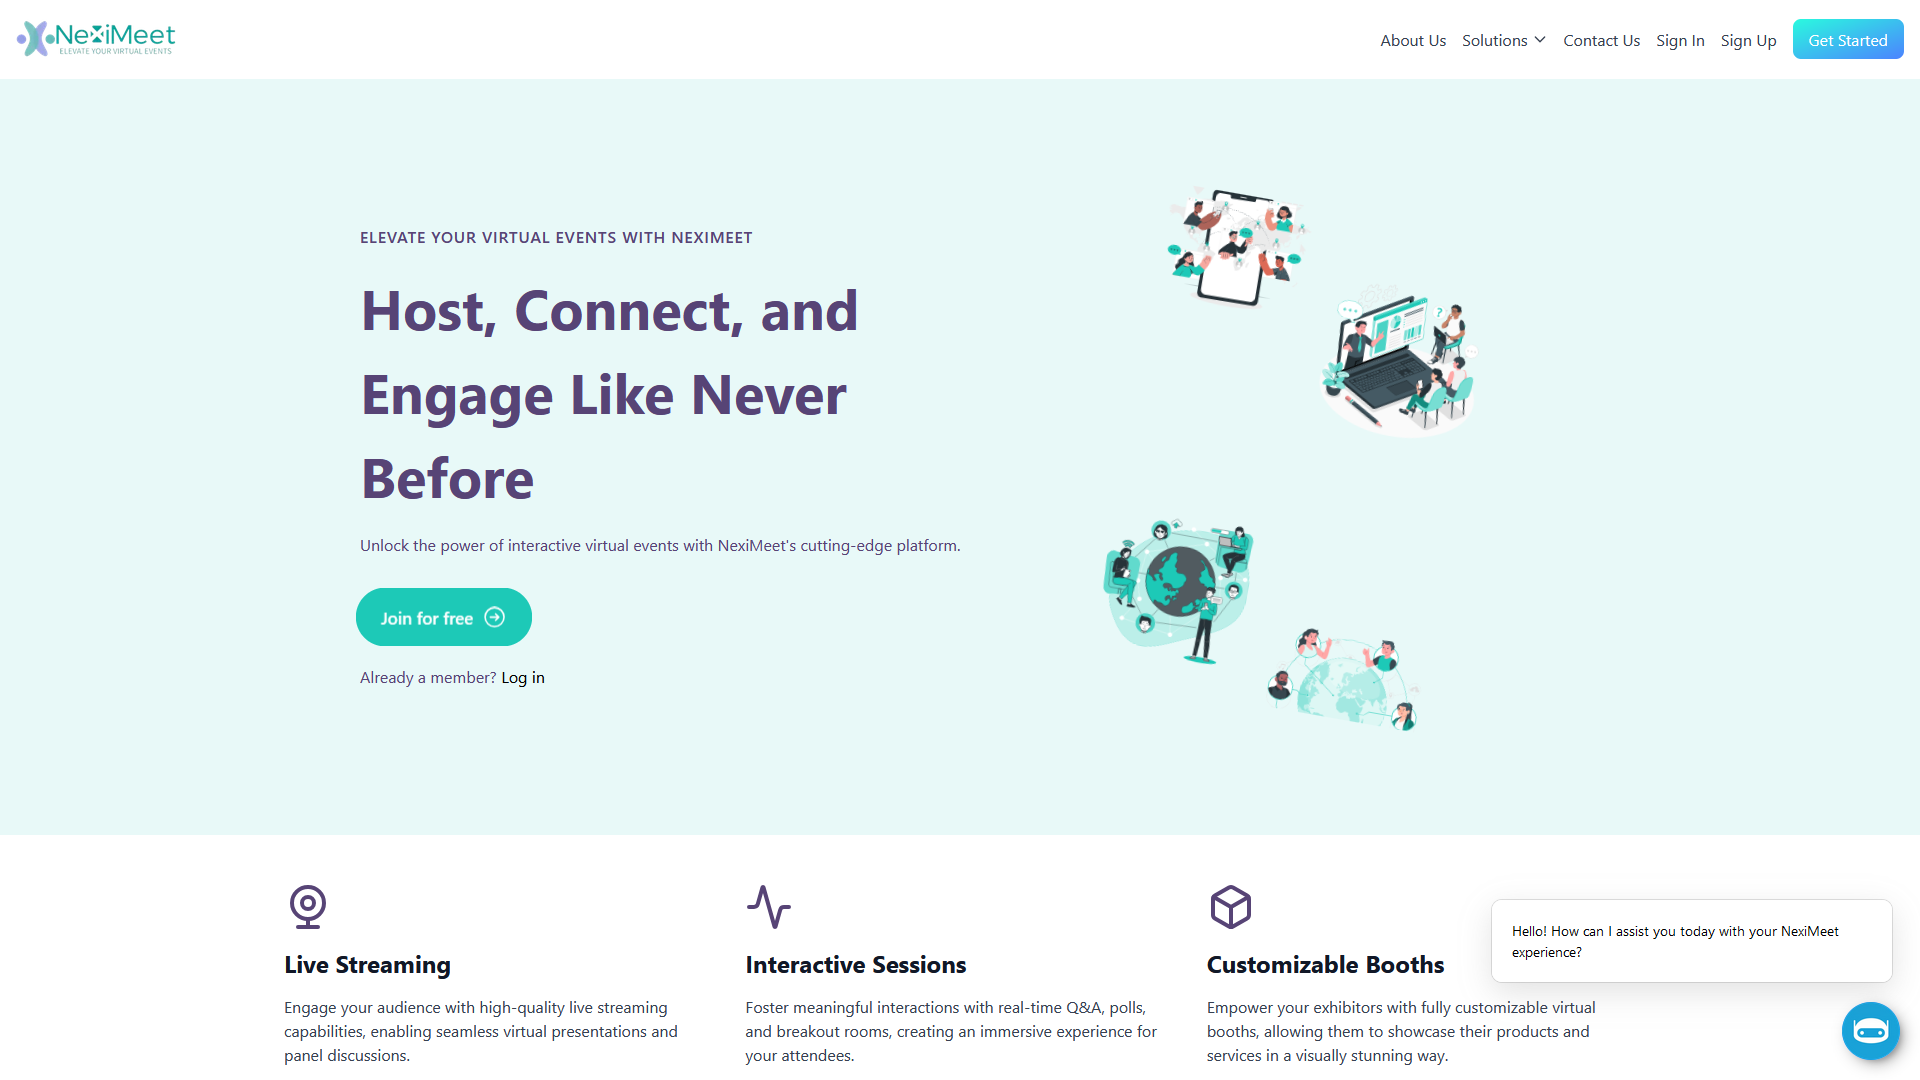 NexiMeet
ELEVATE YOUR VIRTUAL EVENTS
About Us
Solutions
Contact Us
Sign In
Sign Up
Get Started
ELEVATE YOUR VIRTUAL EVENTS WITH NEXIMEET
Host, Connect, and
Engage Like Never
Before
Unlock the power of interactive virtual events with NexiMeet's cutting-edge platform.
Join for free
Already a member? Log in
Live Streaming
Engage your audience with high-quality live streaming
capabilities, enabling seamless virtual presentations and
panel discussions.
Interactive Sessions
Foster meaningful interactions with real-time Q&A, polls,
and breakout rooms, creating an immersive experience for
your attendees.
Customizable Booths
Empower your exhibitors with fully customizable virtual
booths, allowing them to showcase their products and
services in a visually stunning way.
Hello! How can I assist you today with your NexiMeet
experience?